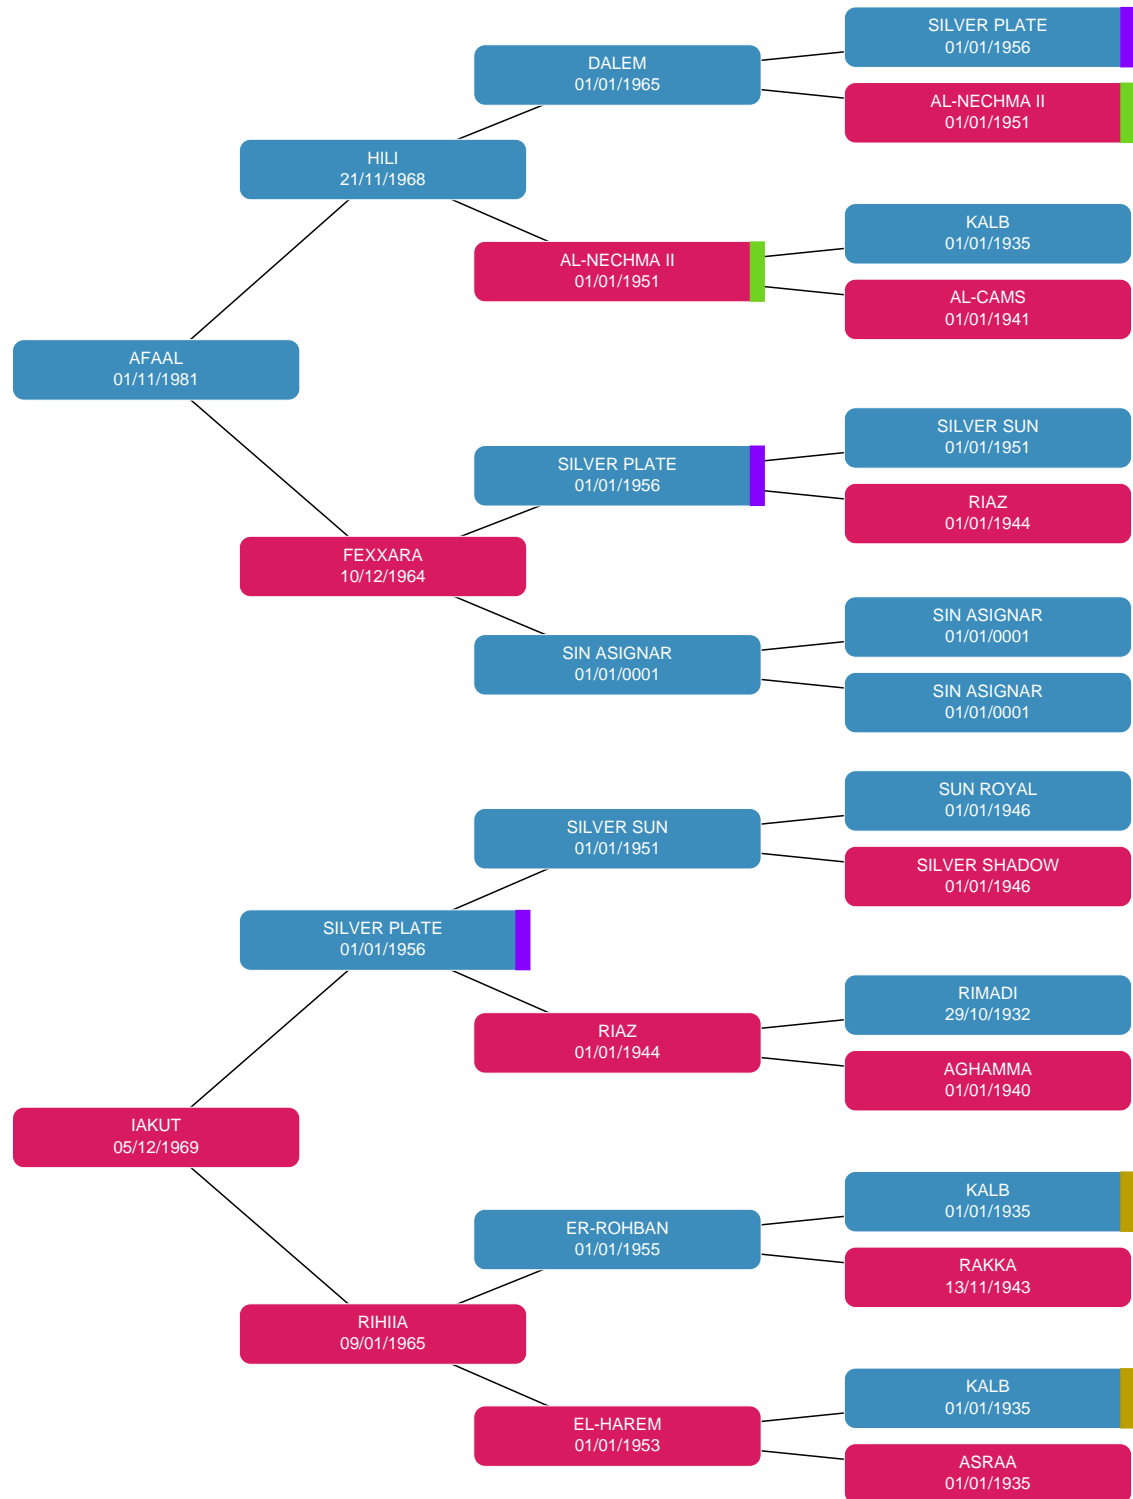 SILVER PLATE
01/01/1956
DALEM
01/01/1965
AL-NECHMA II
01/01/1951
HILI
21/11/1968
KALB
01/01/1935
AL-NECHMA II
01/01/1951
AL-CAMS
01/01/1941
AFAAL
01/11/1981
SILVER SUN
01/01/1951
SILVER PLATE
01/01/1956
RIAZ
01/01/1944
FEXXARA
10/12/1964
SIN ASIGNAR
01/01/0001
SIN ASIGNAR
01/01/0001
SIN ASIGNAR
01/01/0001
SUN ROYAL
01/01/1946
SILVER SUN
01/01/1951
SILVER SHADOW
01/01/1946
SILVER PLATE
01/01/1956
RIMADI
29/10/1932
RIAZ
01/01/1944
AGHAMMA
01/01/1940
IAKUT
05/12/1969
KALB
01/01/1935
ER-ROHBAN
01/01/1955
RAKKA
13/11/1943
RIHIIA
09/01/1965
KALB
01/01/1935
EL-HAREM
01/01/1953
ASRAA
01/01/1935